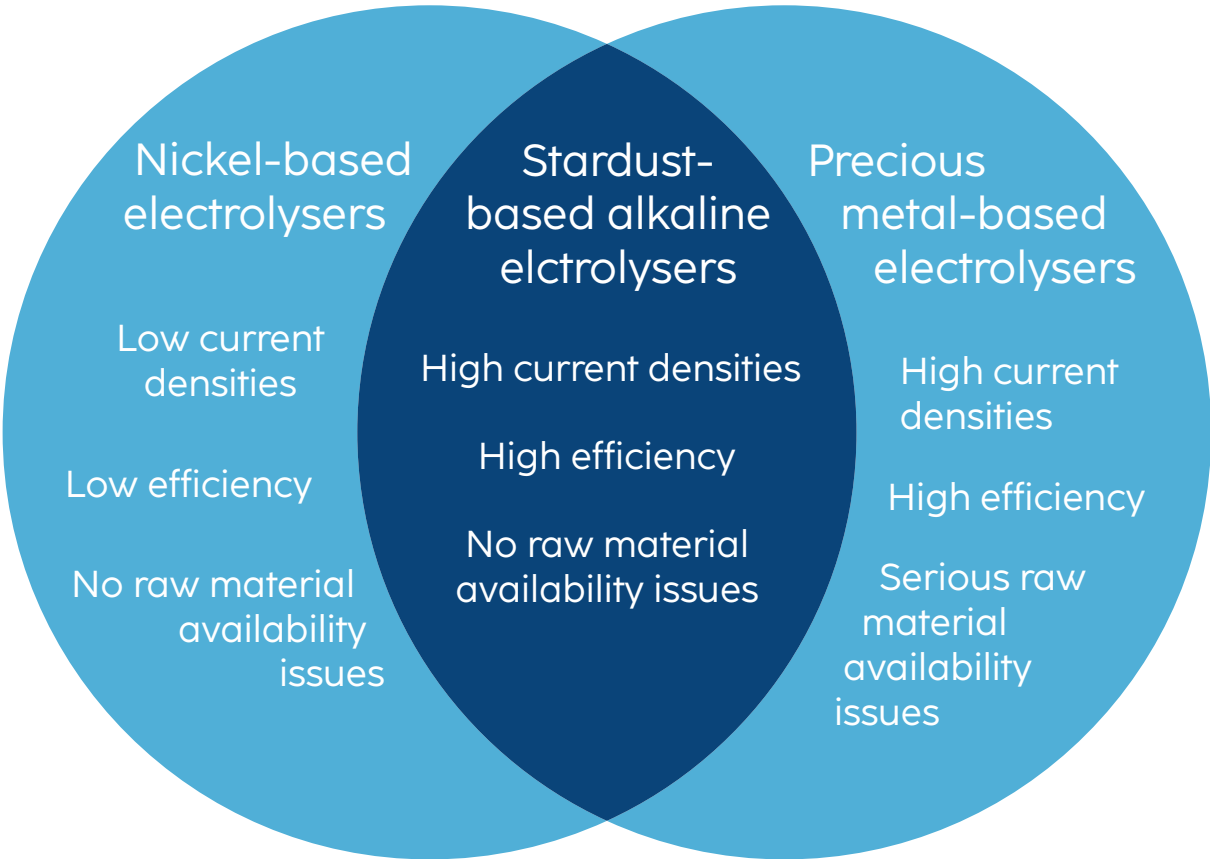 Nickel-based
electrolysers
Low current
densities
Low efficiency
No raw material
availability
issues
Stardust-
based alkaline
elctrolysers
High current densities
High efficiency
No raw material
availability issues
Precious
metal-based
electrolysers
High current
densities
High efficiency
Serious raw
material
availability
issues